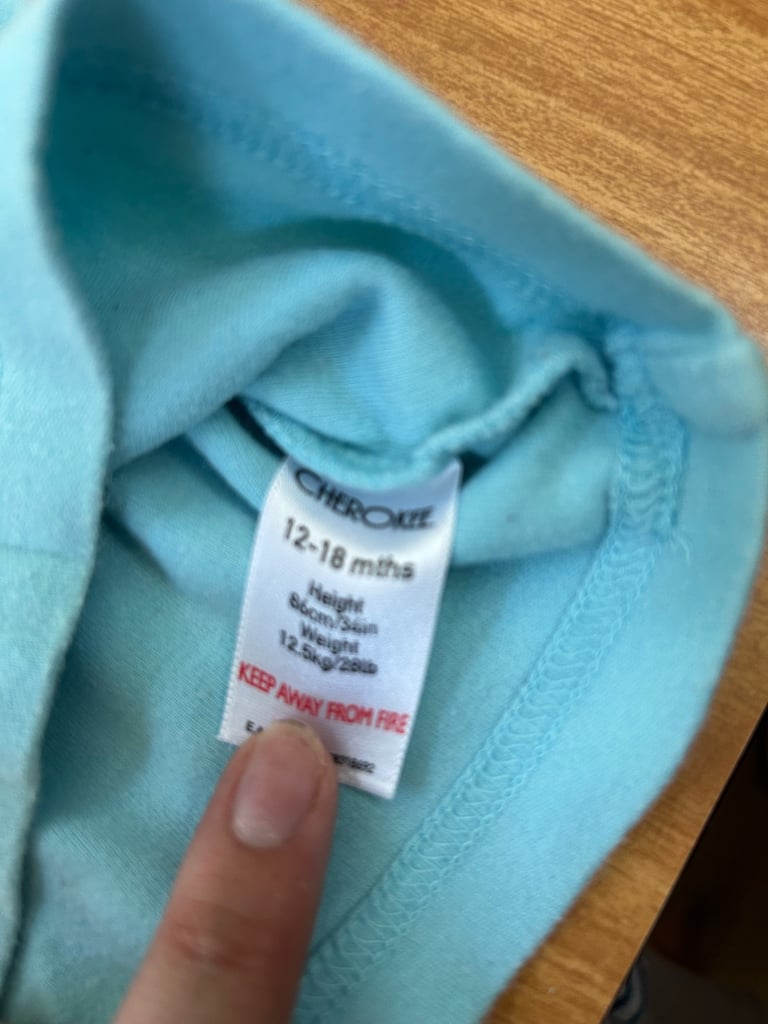 CHEROKEE
12-18 mths
Height
86cm/34in
Weight
12.5kg/28lb
KEEP AWAY FROM FIRE